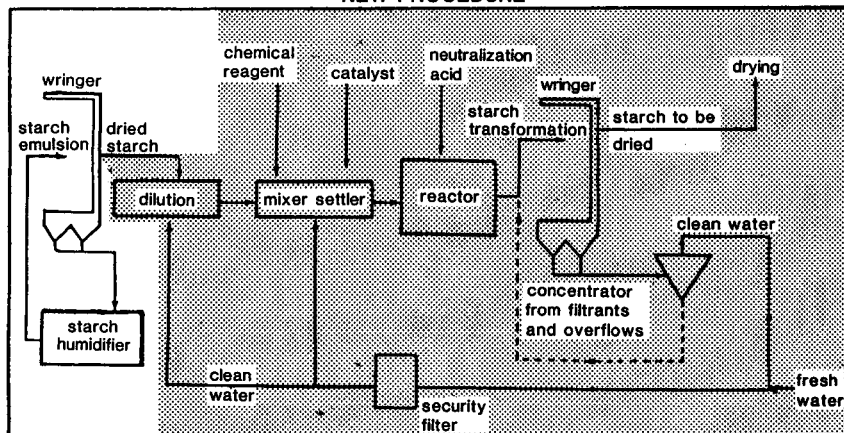 NEW PROCEDURE
chemical
reagent
catalyst
neutralization
acid
drying
wringer
wringer
starch
emulsion
dried
starch
starch
transformation
starch to be
dried
dilution
mixer settler
reactor
clean water
starch
humidifier
concentrator
from filtrants
and overflows
clean
water
security
filter
fresh
water